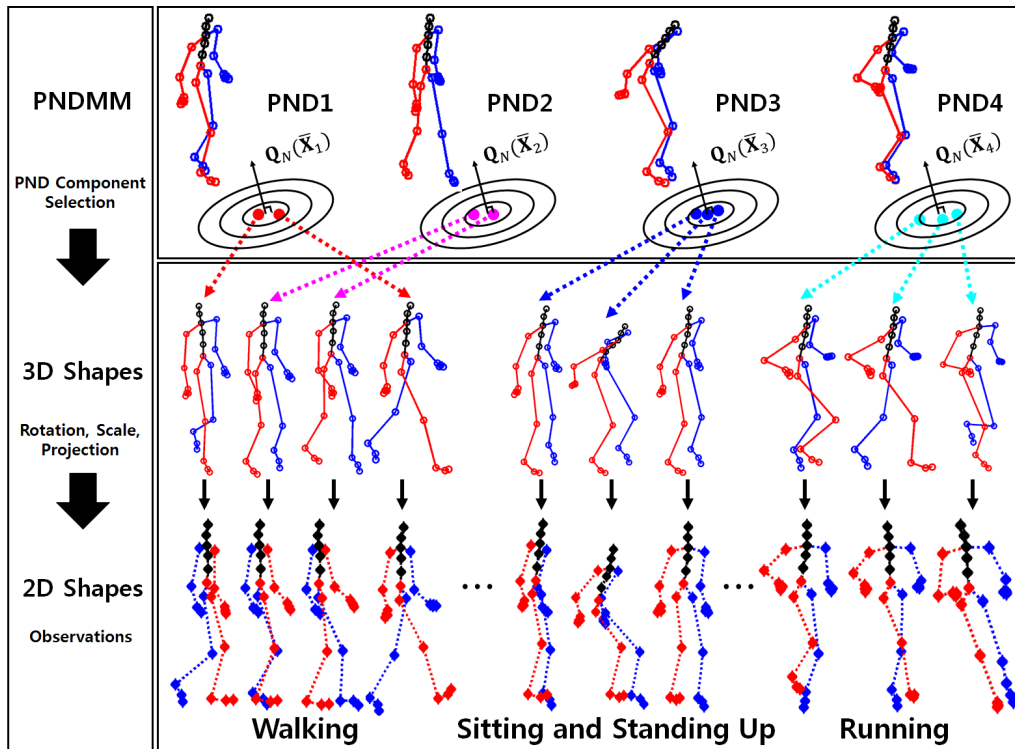 PNDMM
PND Component
Selection
PND1
PND2
PND3
PND4
Q_N(X̄_1)
Q_N(X̄_2)
Q_N(X̄_3)
Q_N(X̄_4)
3D Shapes
Rotation, Scale,
Projection
2D Shapes
Observations
...
...
Walking
Sitting and Standing Up
Running